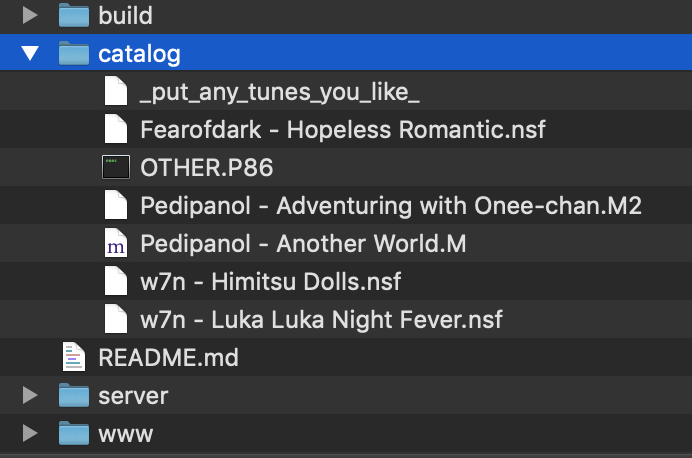 build
catalog
_put_any_tunes_you_like_
Fearofdark - Hopeless Romantic.nsf
OTHER.P86
Pedipanol - Adventuring with Onee-chan.M2
m
Pedipanol - Another World.M
w7n - Himitsu Dolls.nsf
w7n - Luka Luka Night Fever.nsf
README.md
server
www